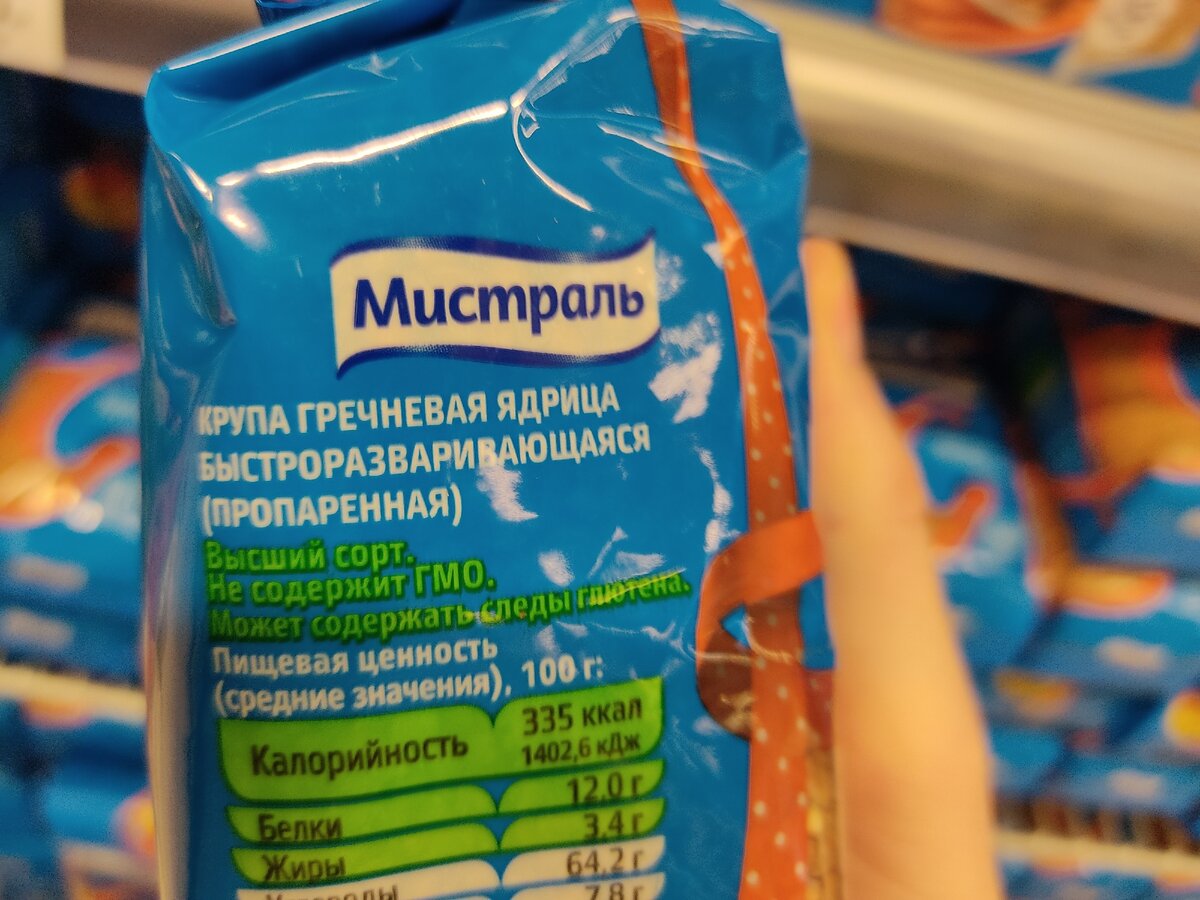 Мистраль
КРУПА ГРЕЧНЕВАЯ ЯДРИЦА
БЫСТРОРАЗВАРИВАЮЩАЯСЯ
(ПРОПАРЕННАЯ)
Высший сорт.
Не содержит ГМО.
Может содержать следы глютена.
Пищевая ценность
(средние значения), 100 г:
Калорийность 335 ккал
1402,6 кДж
Белки 12,0 г
Жиры 3,4 г
64,2 г
7,8 г